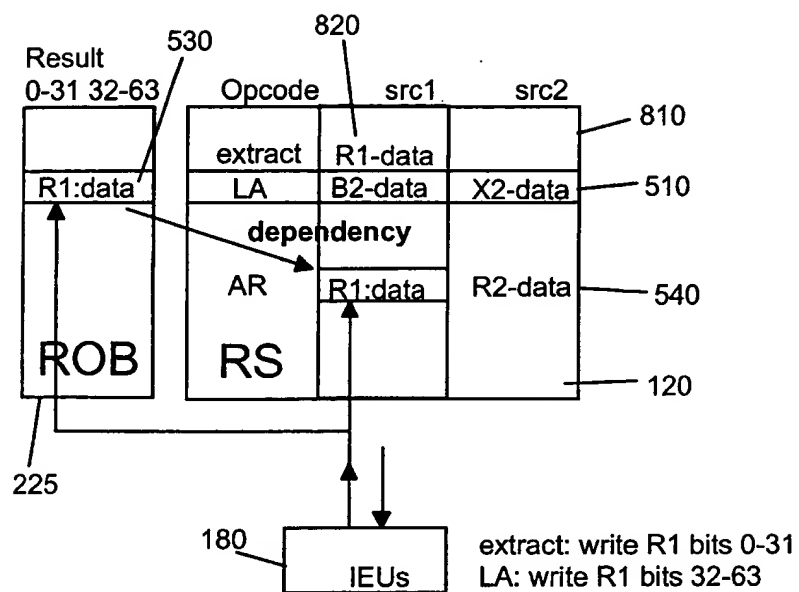 530
820
Result
0-31 32-63
Opcode src1 src2
810
extract R1-data
R1:data LA B2-data X2-data 510
dependency
AR R1:data R2-data 540
ROB RS
120
225
180
IEUs
extract: write R1 bits 0-31
LA: write R1 bits 32-63